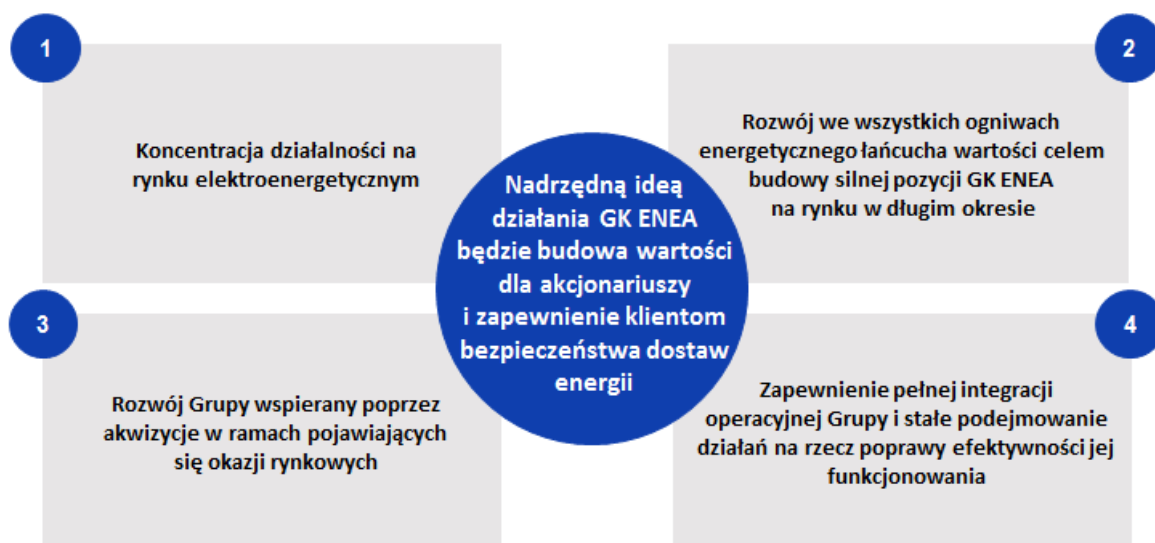 1
Koncentracja działalności na
rynku elektroenergetycznym
2
Rozwój we wszystkich ogniwach
energetycznego łańcucha wartości celem
budowy silnej pozycji GK ENEA
na rynku w długim okresie
Nadrzędną ideą
działania GK ENEA
będzie budowa wartości
dla akcjonariuszy
i zapewnienie klientom
bezpieczeństwa dostaw
energii
3
Rozwój Grupy wspierany poprzez
akwizycje w ramach pojawiających
się okazji rynkowych
4
Zapewnienie pełnej integracji
operacyjnej Grupy i stałe podejmowanie
działań na rzecz poprawy efektywności jej
funkcjonowania